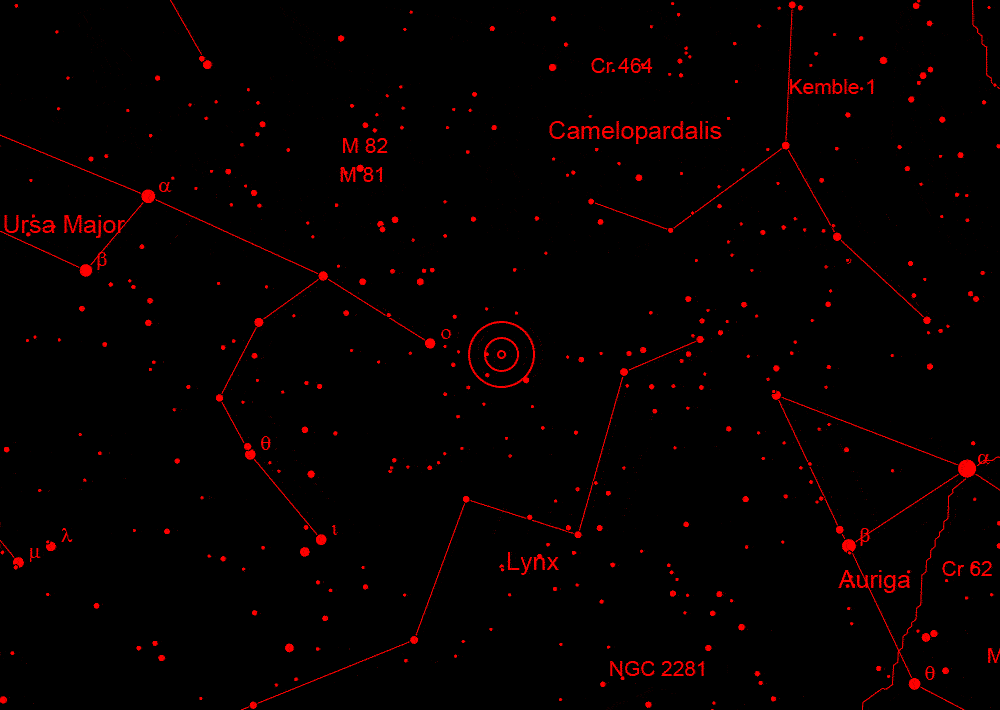 Cr 464
Kemble 1
Camelopardalis
M 82
M 81
α
Ursa Major
β
ο
θ
α
ι
λ
μ
β
Lynx
Auriga
Cr 62
NGC 2281
M
θ